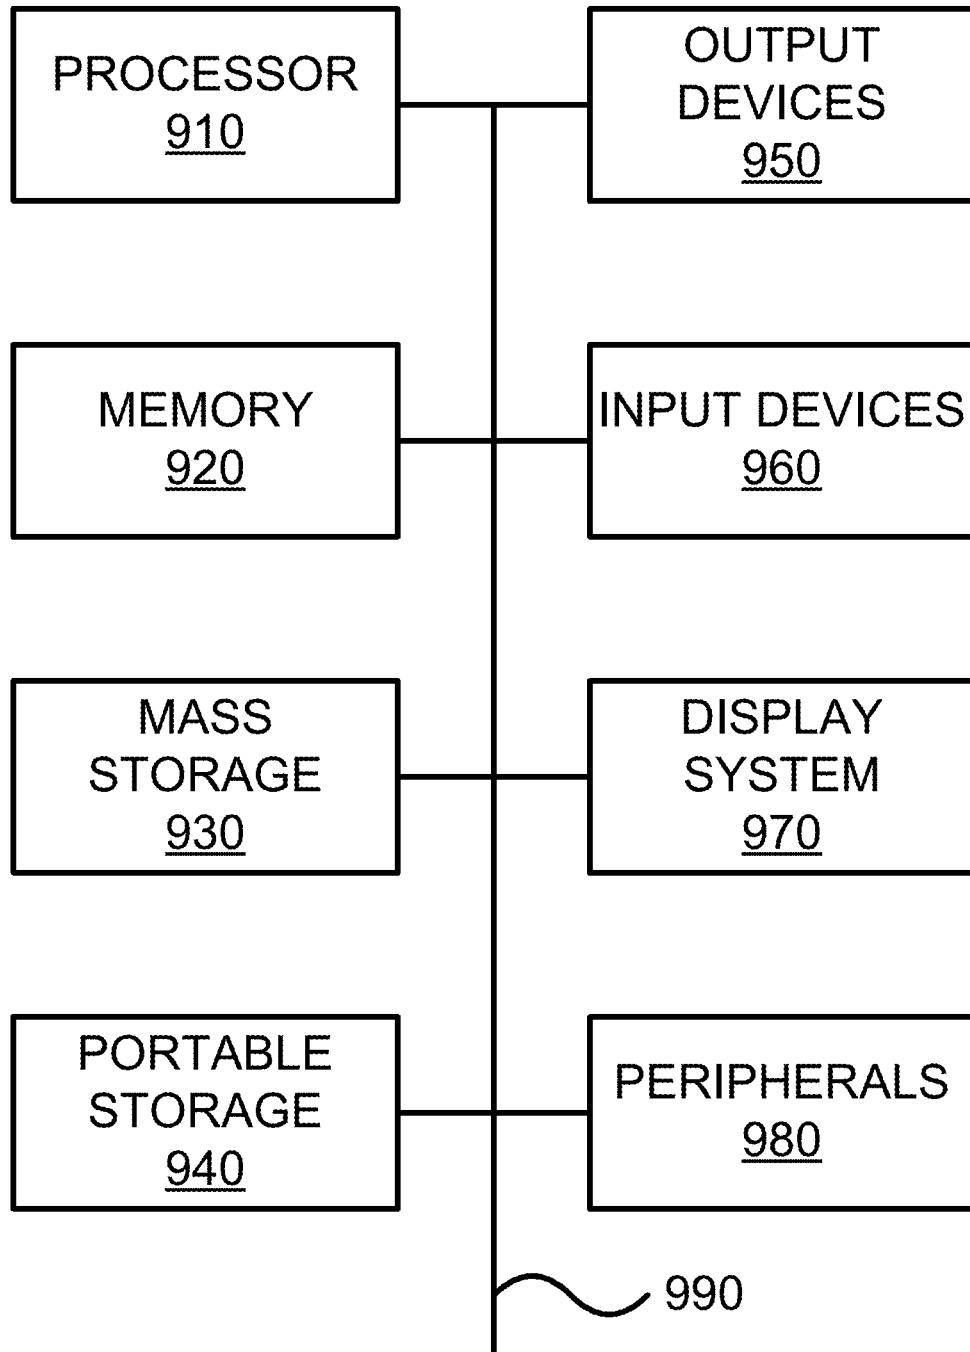 PROCESSOR
910
OUTPUT
DEVICES
950
MEMORY
920
INPUT DEVICES
960
MASS
STORAGE
930
DISPLAY
SYSTEM
970
PORTABLE
STORAGE
940
PERIPHERALS
980
990